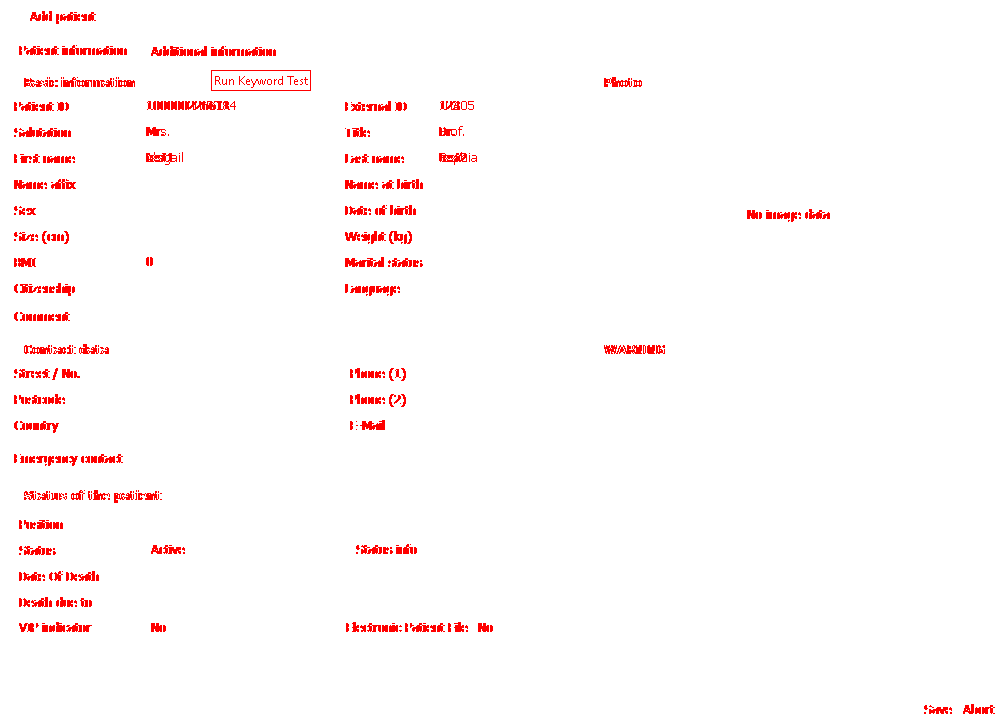 Add patient
Patient information Additional information
Basic information Run Keyword Test Photo
Patient ID External ID
Salutation Title
First name Last name
Name affix Name at birth
Sex Date of birth
No image data
Size (cm) Weight (kg)
BMI 0 Marital status
Citizenship Language
Comment
Contact data WARNING
Street / No. Phone (1)
Postcode Phone (2)
Country E-Mail
Emergency contact
Status of the patient
Position
Status Active Status info
Date Of Death
Death due to
VIP indicator No Electronic Patient File No
Save Abort